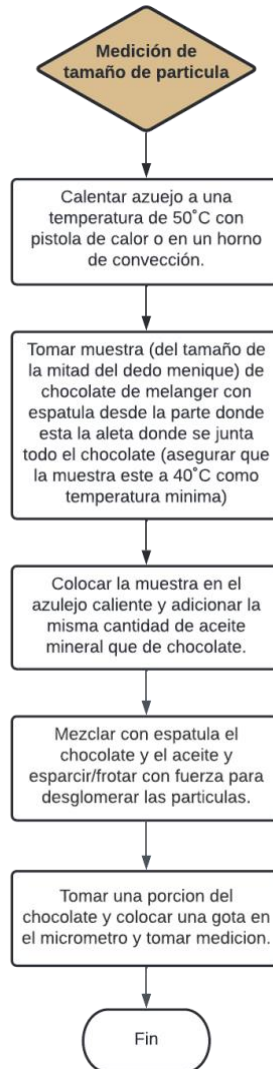 Medición de
tamaño de particula
Calentar azuejo a una
temperatura de 50˚C con
pistola de calor o en un horno
de convección.
Tomar muestra (del tamaño de
la mitad del dedo menique) de
chocolate de melanger con
espatula desde la parte donde
esta la aleta donde se junta
todo el chocolate (asegurar que
la muestra este a 40˚C como
temperatura minima)
Colocar la muestra en el
azulejo caliente y adicionar la
misma cantidad de aceite
mineral que de chocolate.
Mezclar con espatula el
chocolate y el aceite y
esparcir/frotar con fuerza para
desglomerar las particulas.
Tomar una porcion del
chocolate y colocar una gota en
el micrometro y tomar medicion.
Fin